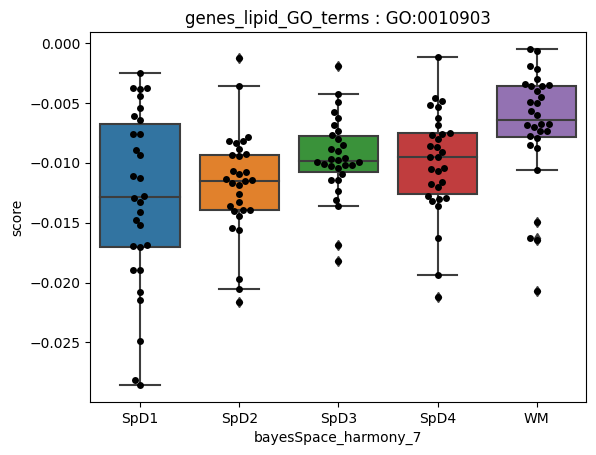 genes_lipid_GO_terms : GO:0010903
0.000
−0.005
−0.010
−0.015
−0.020
−0.025
score
SpD1 SpD2 SpD3 SpD4 WM
bayesSpace_harmony_7